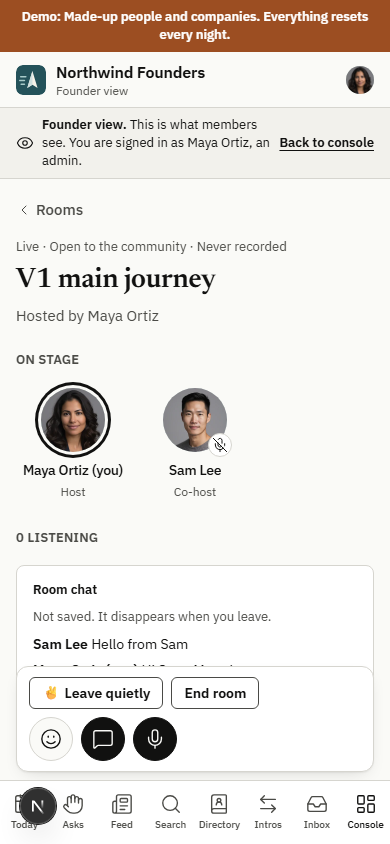 Demo: Made-up people and companies. Everything resets
every night.
Northwind Founders
Founder view
Founder view. This is what members
see. You are signed in as Maya Ortiz, an
admin.
Back to console
Rooms
Live · Open to the community · Never recorded
V1 main journey
Hosted by Maya Ortiz
ON STAGE
Maya Ortiz (you)
Host
Sam Lee
Co-host
0 LISTENING
Room chat
Not saved. It disappears when you leave.
Sam Lee Hello from Sam
✌️ Leave quietly
End room
N
Today
Asks
Feed
Search
Directory
Intros
Inbox
Console